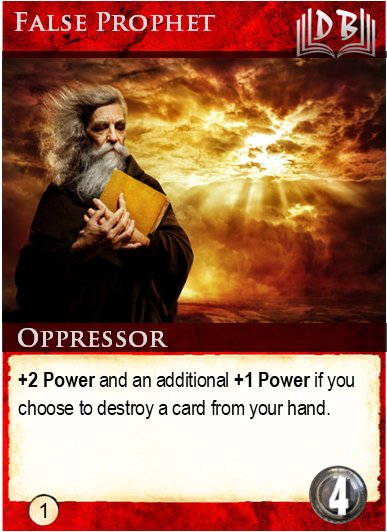 False Prophet
DB
Oppressor
+2 Power and an additional +1 Power if you
choose to destroy a card from your hand.
1
4